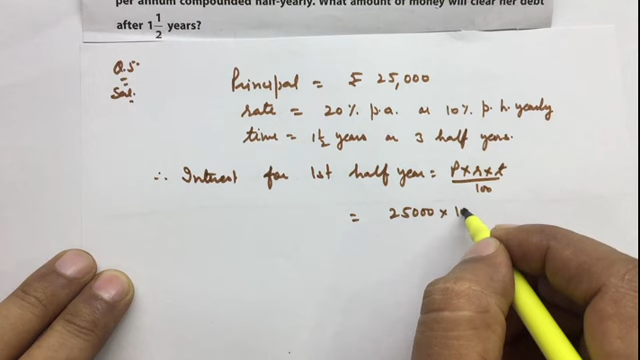 per annum compounded half-yearly. What amount of money will clear her debt
after 1 1/2 years?
Q.5.
Sol.
Principal = ₹ 25,000
rate = 20% p.a. or 10% p.h. yearly
time = 1½ years or 3 half years.
∴ Interest for 1st half year = P×R×t/100
= 25000 × 10